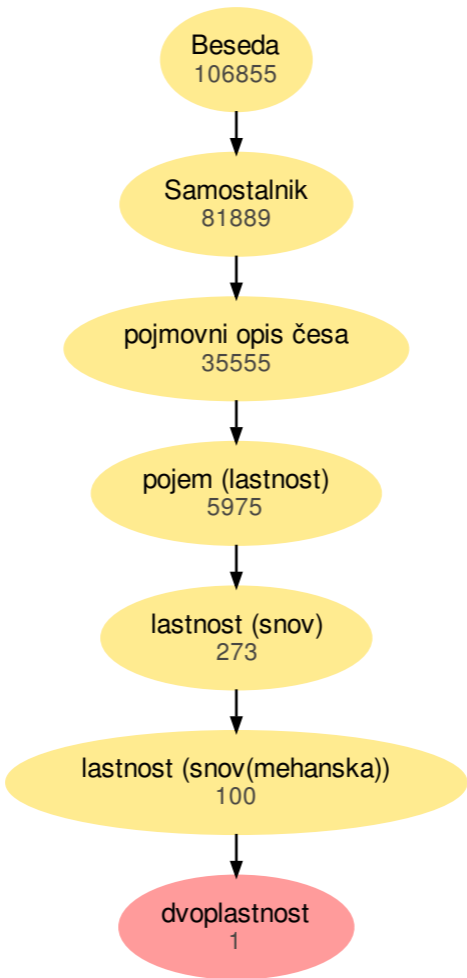 Beseda
106855
Samostalnik
81889
pojmovni opis česa
35555
pojem (lastnost)
5975
lastnost (snov)
273
lastnost (snov(mehanska))
100
dvoplastnost
1